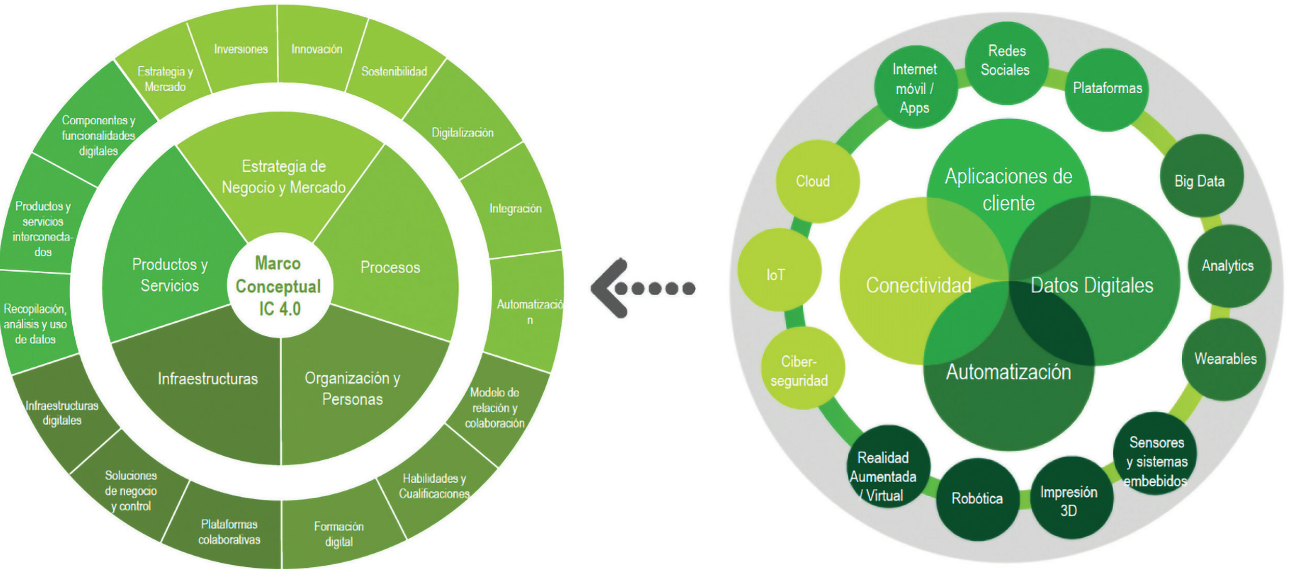 Inversiones
Innovación
Estrategia y
Mercado
Sostenibilidad
Componentes y
funcionalidades
digitales
Digitalización
Productos y
servicios
interconecta-
dos
Integración
Recopilación,
análisis y uso
de datos
Automatizació
n
Infraestructuras
digitales
Modelo de
relación y
colaboración
Soluciones
de negocio
y control
Habilidades y
Cualificaciones
Plataformas
colaborativas
Formación
digital
Estrategia de
Negocio y Mercado
Productos y
Servicios
Procesos
Marco
Conceptual
IC 4.0
Infraestructuras
Organización y
Personas
Redes
Sociales
Internet
móvil /
Apps
Plataformas
Cloud
Big Data
IoT
Analytics
Ciber-
seguridad
Wearables
Realidad
Aumentada
/ Virtual
Robótica
Impresión
3D
Sensores
y sistemas
embebidos
Aplicaciones de
cliente
Conectividad
Datos Digitales
Automatización